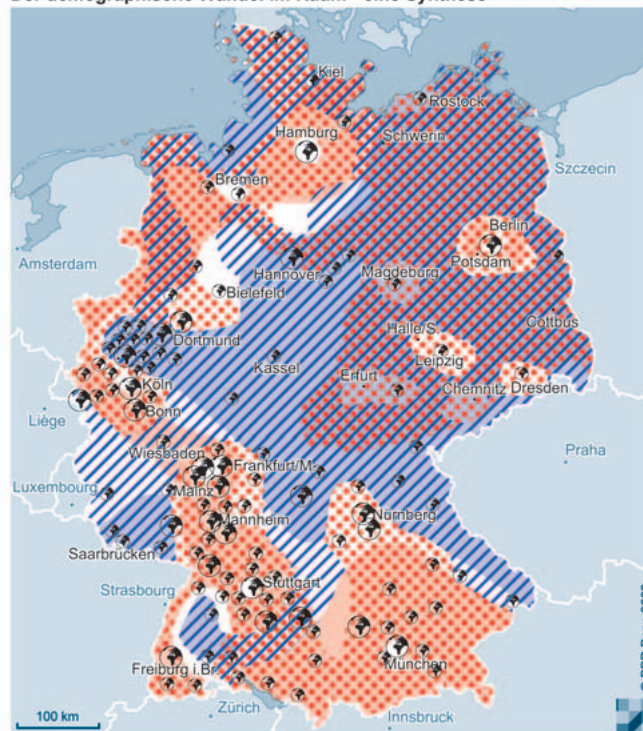 Kiel
Rostock
Hamburg
Schwerin
Szczecin
Bremen
Berlin
Amsterdam
Hannover
Magdeburg
Potsdam
Bielefeld
Halle/S.
Cottbus
Dortmund
Leipzig
Kassel
Erfurt
Chemnitz
Dresden
Köln
Liège
Bonn
Wiesbaden
Frankfurt/M.
Praha
Luxembourg
Mainz
Mannheim
Nürnberg
Saarbrücken
Strasbourg
Stuttgart
Freiburg i.Br.
München
Zürich
Innsbruck
100 km